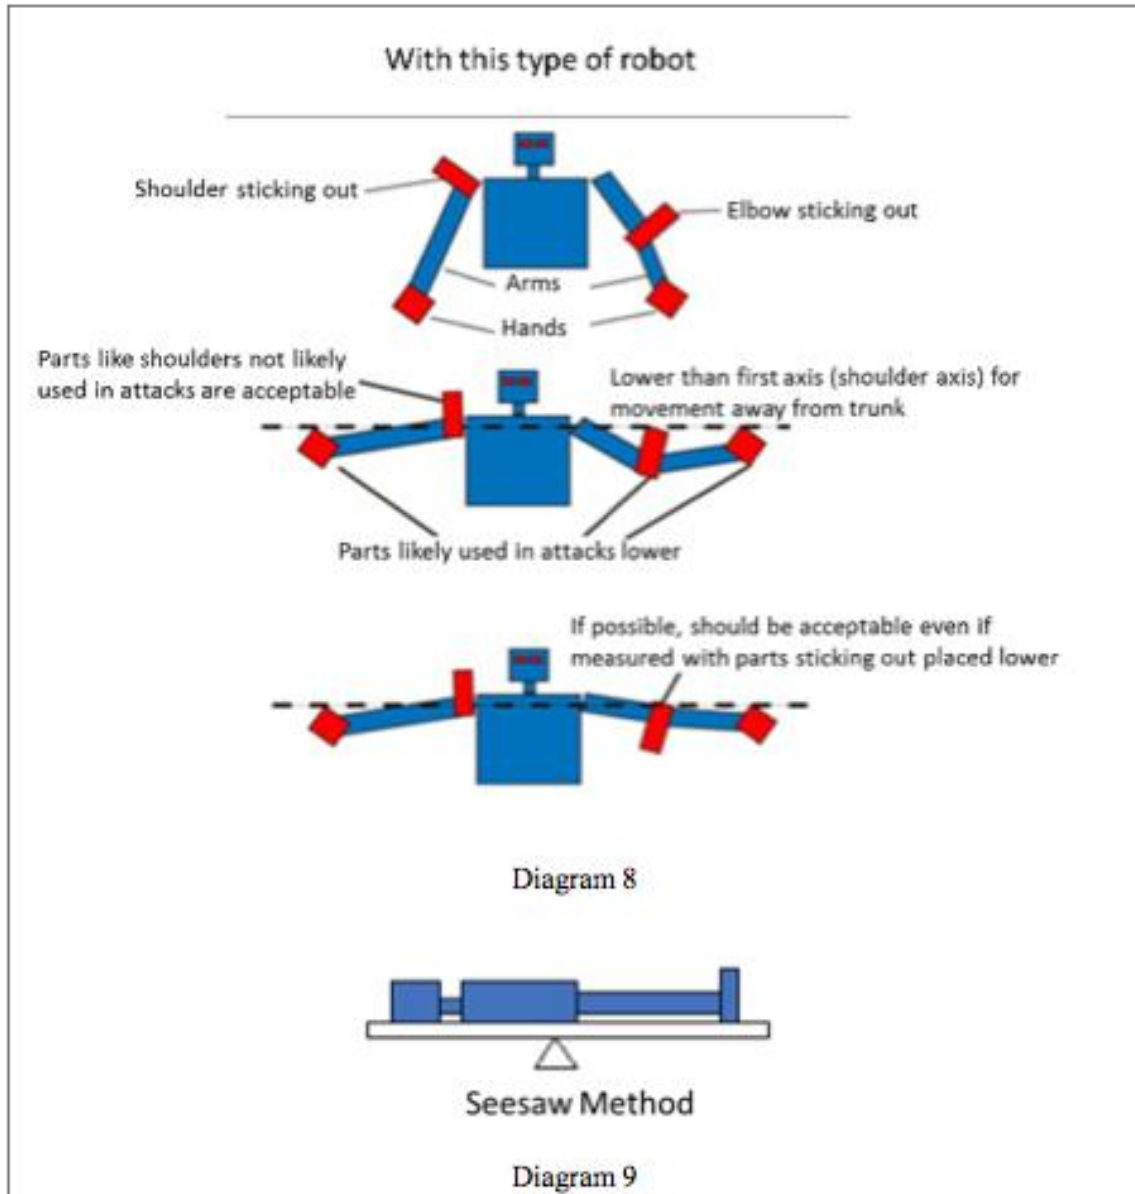 With this type of robot
Shoulder sticking out
Elbow sticking out
Arms
Hands
Parts like shoulders not likely
used in attacks are acceptable
Lower than first axis (shoulder axis) for
movement away from trunk
Parts likely used in attacks lower
If possible, should be acceptable even if
measured with parts sticking out placed lower
Diagram 8
Seesaw Method
Diagram 9